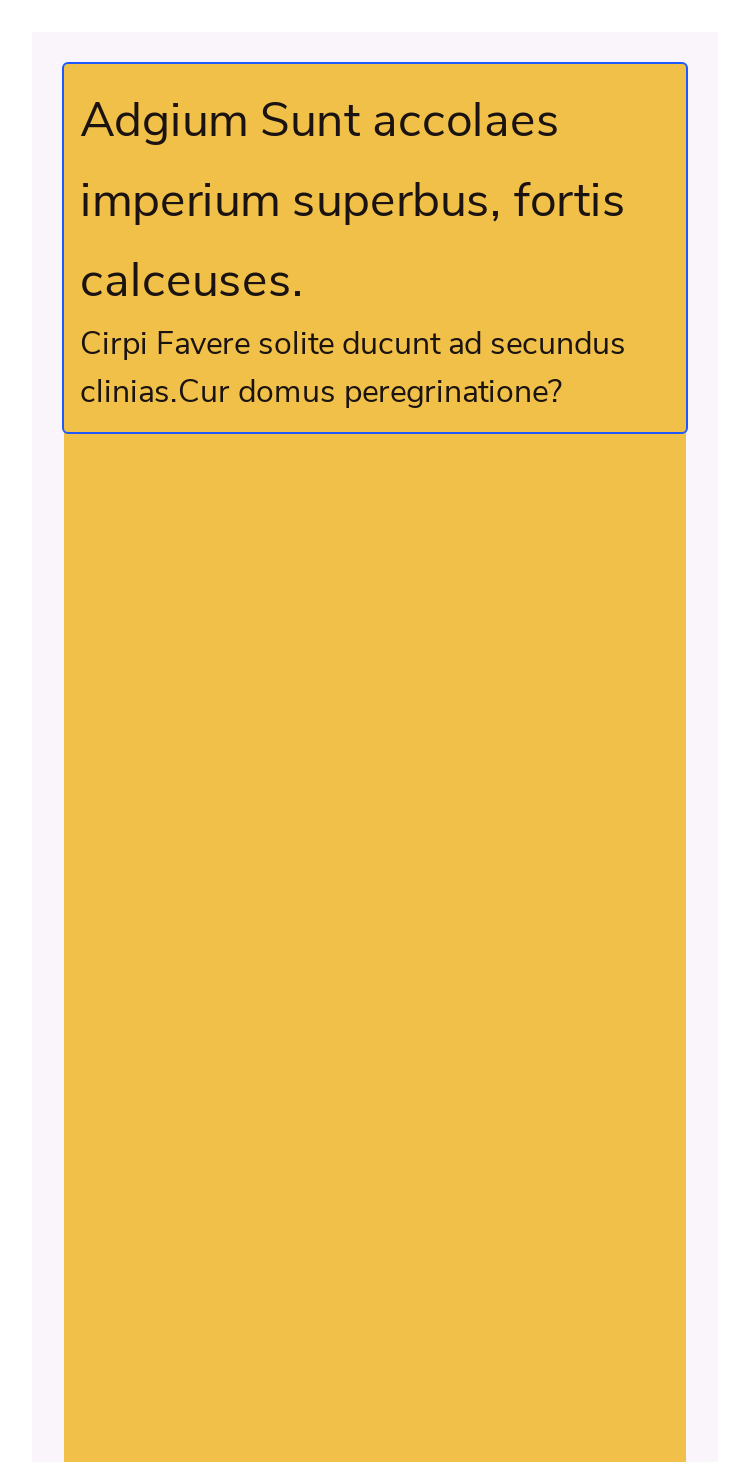 Adgium Sunt accolaes
imperium superbus, fortis
calceuses.
Cirpi Favere solite ducunt ad secundus
clinias.Cur domus peregrinatione?